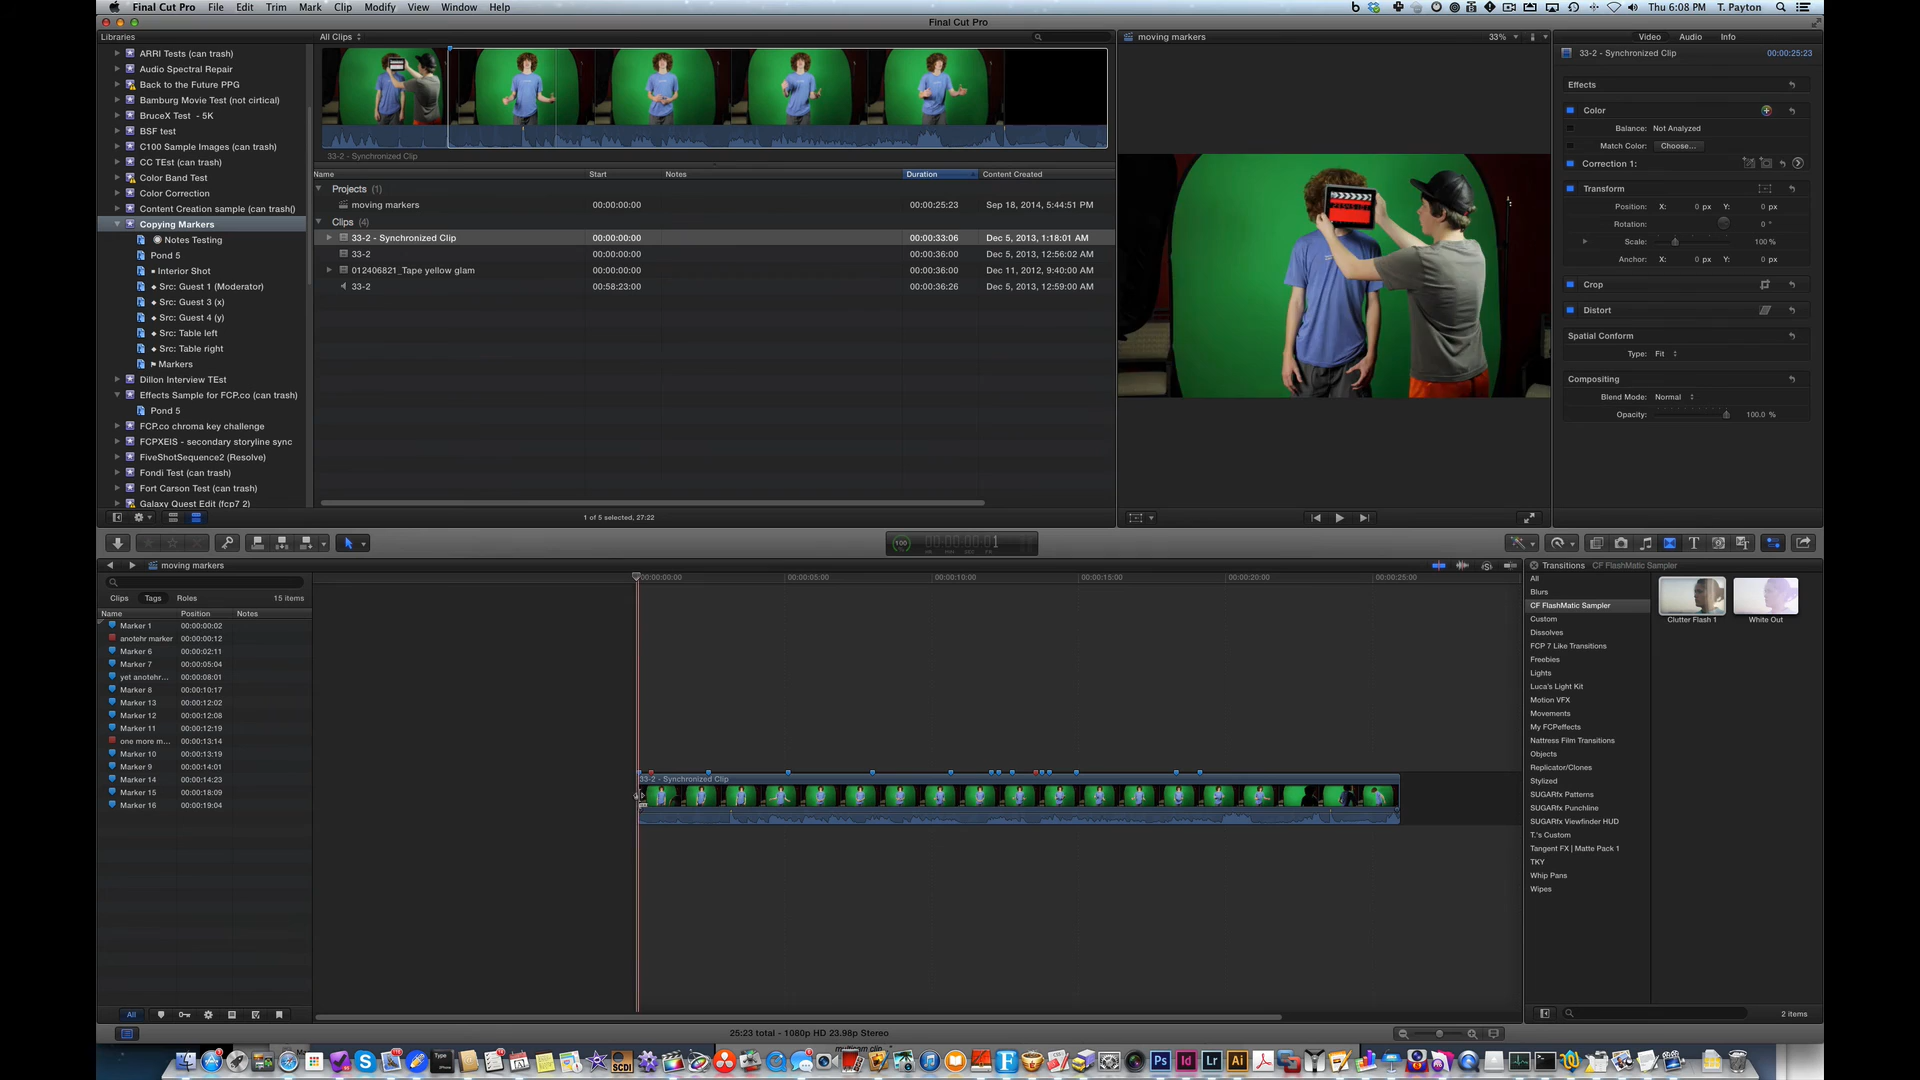 Final Cut Pro File Edit Trim Mark Clip Modify View Window Help
Thu 6:08 PM T. Payton
Final Cut Pro
Libraries
ARRI Tests (can trash)
Audio Spectral Repair
Back to the Future PPG
Bamburg Movie Test (not cirtical)
BruceX Test - 5K
BSF test
C100 Sample Images (can trash)
CC TEst (can trash)
Color Band Test
Color Correction
Content Creation sample (can trash()
Copying Markers
Notes Testing
Pond 5
Interior Shot
Src: Guest 1 (Moderator)
Src: Guest 3 (x)
Src: Guest 4 (y)
Src: Table left
Src: Table right
Markers
Dillon Interview TEst
Effects Sample for FCP.co (can trash)
Pond 5
FCP.co chroma key challenge
FCPXEIS - secondary storyline sync
FiveShotSequence2 (Resolve)
Fondi Test (can trash)
Fort Carson Test (can trash)
Galaxy Quest Edit (fcp7 2)
All Clips
33-2 - Synchronized Clip
Name Start Notes Duration Content Created
Projects (1)
moving markers 00:00:00:00 00:00:25:23 Sep 18, 2014, 5:44:51 PM
Clips (4)
33-2 - Synchronized Clip 00:00:00:00 00:00:33:06 Dec 5, 2013, 1:18:01 AM
33-2 00:00:00:00 00:00:36:00 Dec 5, 2013, 12:56:02 AM
012406821_Tape yellow glam 00:00:00:00 00:00:36:00 Dec 11, 2012, 9:40:00 AM
33-2 00:58:23:00 00:00:36:26 Dec 5, 2013, 12:59:00 AM
1 of 5 selected, 27:22
moving markers 33%
Video Audio Info
33-2 - Synchronized Clip 00:00:25:23
Effects
Color
Balance: Not Analyzed
Match Color: Choose...
Correction 1:
Transform
Position: X: 0 px Y: 0 px
Rotation: 0 °
Scale: 100 %
Anchor: X: 0 px Y: 0 px
Crop
Distort
Spatial Conform
Type: Fit
Compositing
Blend Mode: Normal
Opacity: 100.0 %
100 00:00:00:01
moving markers
Clips Tags Roles 15 items
Name Position Notes
Marker 1 00:00:00:02
anotehr marker 00:00:00:12
Marker 6 00:00:02:11
Marker 7 00:00:05:04
yet anotehr... 00:00:08:01
Marker 8 00:00:10:17
Marker 13 00:00:12:02
Marker 12 00:00:12:08
Marker 11 00:00:12:19
one more m... 00:00:13:14
Marker 10 00:00:13:19
Marker 9 00:00:14:01
Marker 14 00:00:14:23
Marker 15 00:00:18:09
Marker 16 00:00:19:04
All
00:00:00:00 00:00:05:00 00:00:10:00 00:00:15:00 00:00:20:00 00:00:25:00
33-2 - Synchronized Clip
25:23 total - 1080p HD 23.98p Stereo
Transitions CF FlashMatic Sampler
All
Blurs
CF FlashMatic Sampler
Custom
Dissolves
FCP 7 Like Transitions
Freebies
Lights
Luca's Light Kit
Motion VFX
Movements
My FCPeffects
Nattress Film Transitions
Objects
Replicator/Clones
Stylized
SUGARfx Patterns
SUGARfx Punchline
SUGARfx Viewfinder HUD
T.'s Custom
Tangent FX | Matte Pack 1
TKY
Whip Pans
Wipes
Clutter Flash 1 White Out
2 items
Type
SCDI
Ps
Id
Lr
Ai